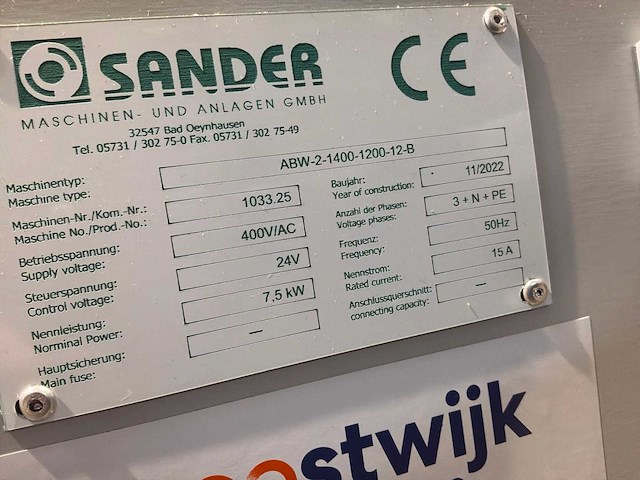 SANDER
MASCHINEN- UND ANLAGEN GMBH
32547 Bad Oeynhausen
Tel. 05731 / 302 75-0 Fax. 05731 / 302 75-49
CE
Maschinentyp:
Machine type:
ABW-2-1400-1200-12-B
Maschinen-Nr./Kom.-Nr.:
Machine No./Prod.-No.:
1033.25
Betriebsspannung:
Supply voltage:
400V/AC
Steuerspannung:
Control voltage:
24V
Nennleistung:
Norminal Power:
7,5 kW
Hauptsicherung:
Main fuse:
—
Baujahr:
Year of construction:
11/2022
Anzahl der Phasen:
Voltage phases:
3 + N + PE
Frequenz:
Frequency:
50Hz
Nennstrom:
Rated current:
15 A
Anschlussquerschnitt:
connecting capacity:
—
oostwijk